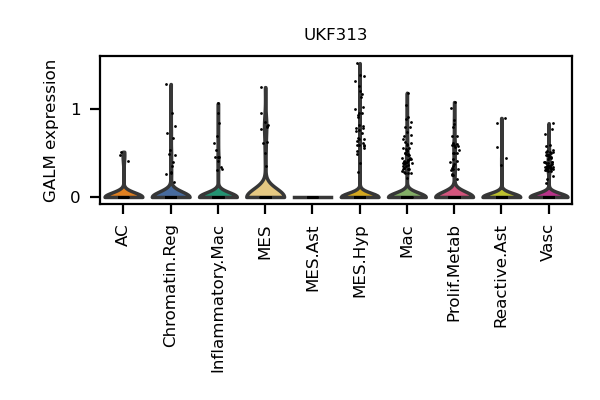 UKF313
GALM expression
1
0
AC
Chromatin.Reg
Inflammatory.Mac
MES
MES.Ast
MES.Hyp
Mac
Prolif.Metab
Reactive.Ast
Vasc